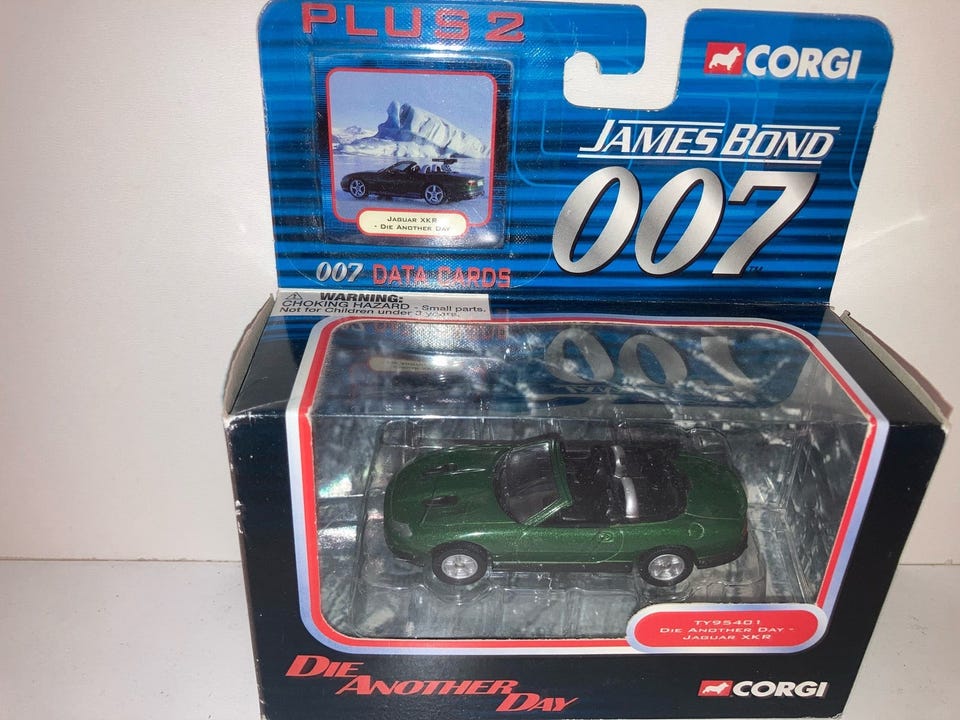 PLUS 2
CORGI
JAMES BOND
007
TM
JAGUAR XKR
- DIE ANOTHER DAY
007 DATA CARDS
WARNING:
CHOKING HAZARD - Small parts.
Not for Children under 3 years.
TY95401
DIE ANOTHER DAY -
JAGUAR XKR
DIE
ANOTHER
DAY
CORGI